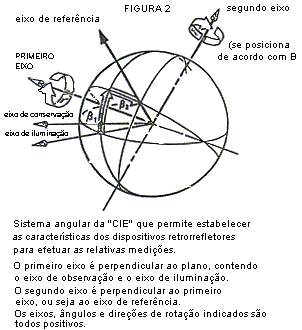 FIGURA 2
segundo eixo
eixo de referência
(se posiciona
de acordo com B
PRIMEIRO
EIXO
eixo de conservação
eixo de iluminação
β1
-β2
Sistema angular da "CIE" que permite estabelecer
as características dos dispositivos retrorrefletores
para efetuar as relativas medições.
O primeiro eixo é perpendicular ao plano, contendo
o eixo de observação e o eixo de iluminação.
O segundo eixo é perpendicular ao primeiro
eixo, ou seja ao eixo de referência.
Os eixos, ângulos e direções de rotação indicados são
todos positivos.